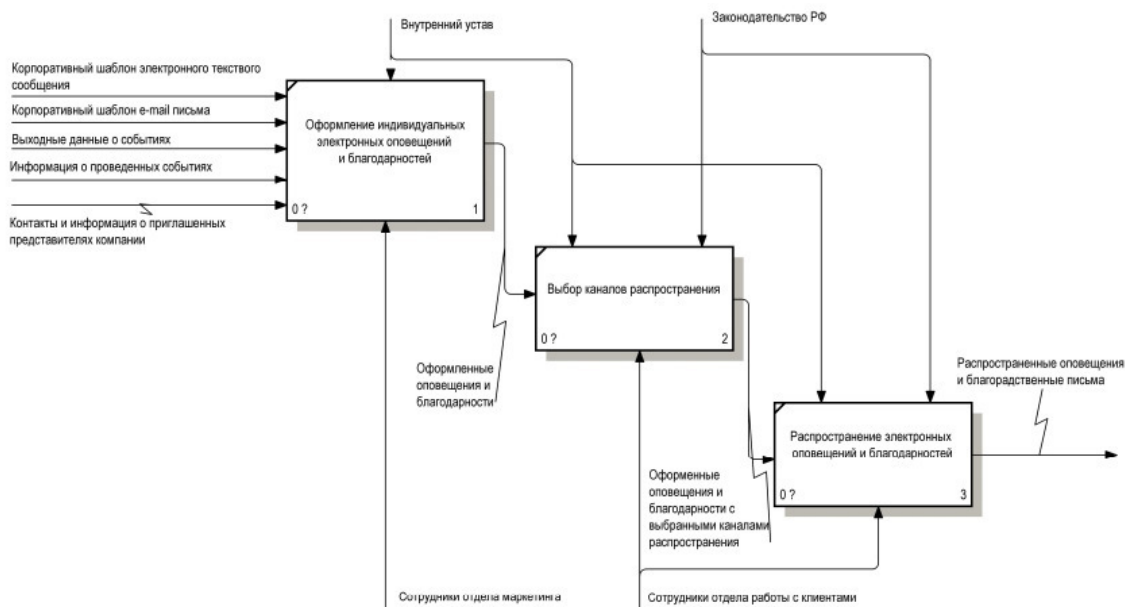 Внутренний устав
Законодательство РФ
Корпоративный шаблон электронного текствого
сообщения
Корпоративный шаблон e-mail письма
Выходные данные о событиях
Информация о проведенных событиях
Контакты и информация о приглашенных
представителях компании
Оформление индивидуальных
электронных оповещений
и благодарностей
0 ?
1
Выбор каналов распространения
0 ?
2
Оформленные
оповещения и
благодарности
Распространенные оповещения
и благорадственные письма
Распространение электронных
оповещений и благодарностей
0 ?
3
Оформенные
оповещения и
благодарности с
выбранными каналами
распространения
Сотрудники отдела маркетинга
Сотрудники отдела работы с клиентами